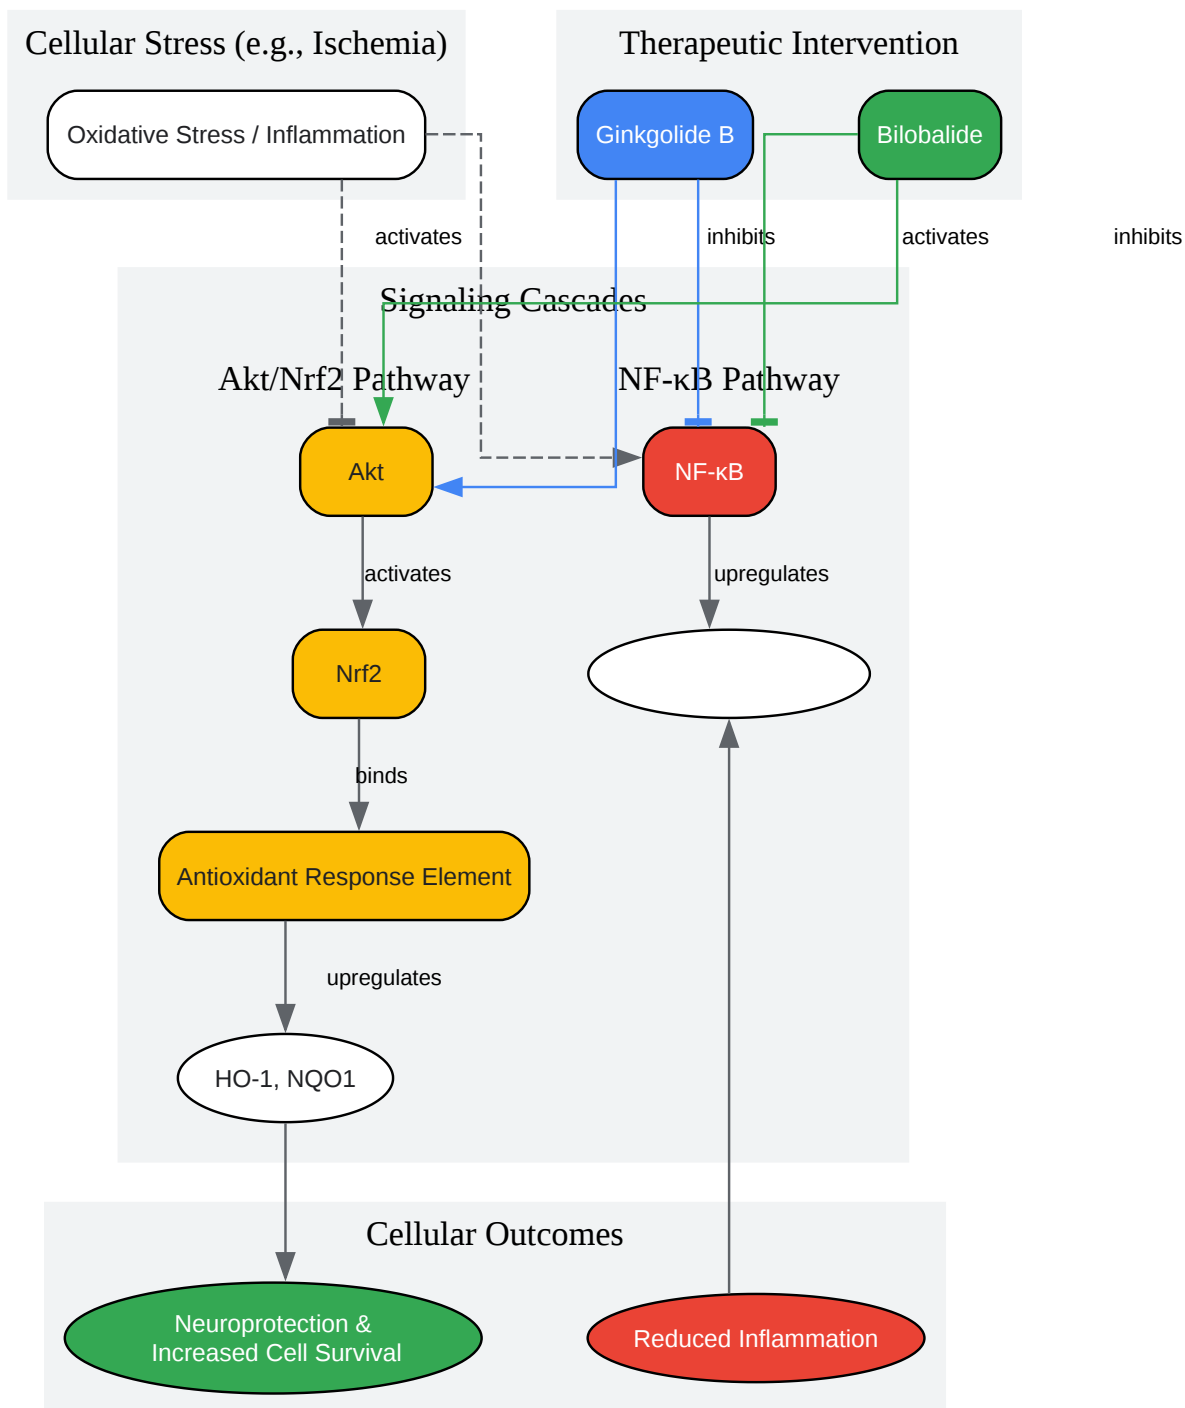 Cellular Stress (e.g., Ischemia)
Therapeutic Intervention
Oxidative Stress / Inflammation
Ginkgolide B
Bilobalide
activates
inhibits
activates
inhibits
Signaling Cascades
Akt/Nrf2 Pathway
NF-κB Pathway
Akt
NF-κB
activates
upregulates
Nrf2
binds
Antioxidant Response Element
upregulates
HO-1, NQO1
Cellular Outcomes
Neuroprotection &
Increased Cell Survival
Reduced Inflammation